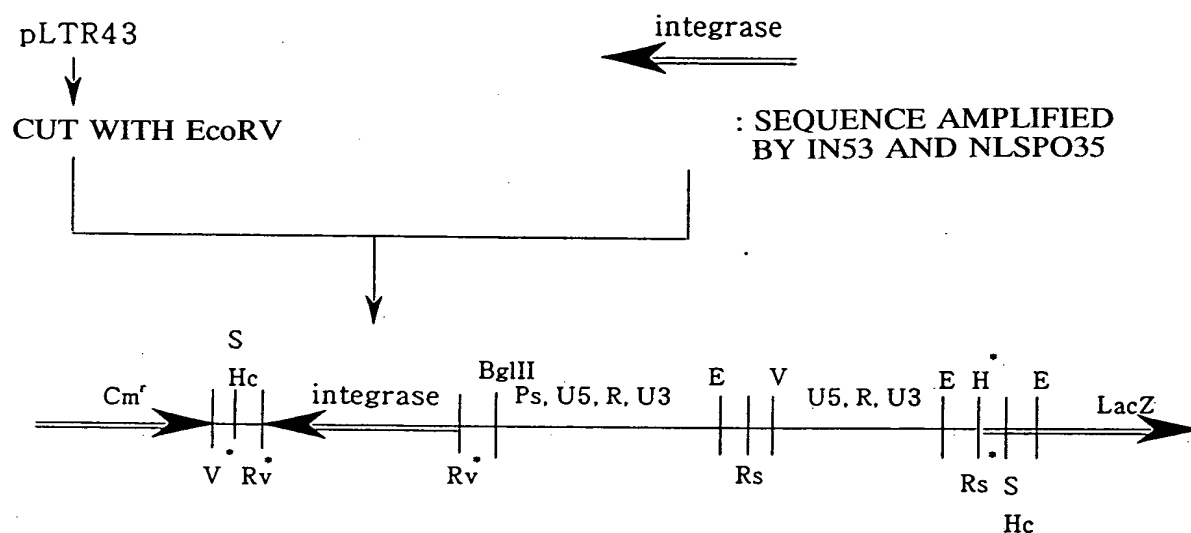 pLTR43
integrase
CUT WITH EcoRV
: SEQUENCE AMPLIFIED
BY IN53 AND NLSPO35
S
Hc
Cmʳ
integrase
BglII
Ps, U5, R, U3
E
V
U5, R, U3
E
H*
E
LacZ
V*
Rv*
Rv*
Rs
Rs*
S
Hc